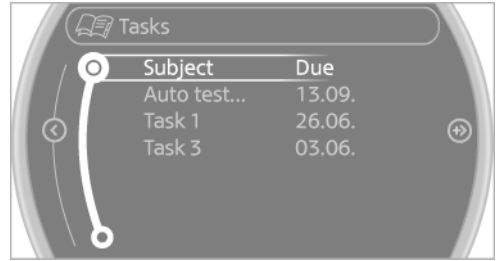 Tasks
Subject Due
Auto test... 13.09.
Task 1 26.06.
Task 3 03.06.